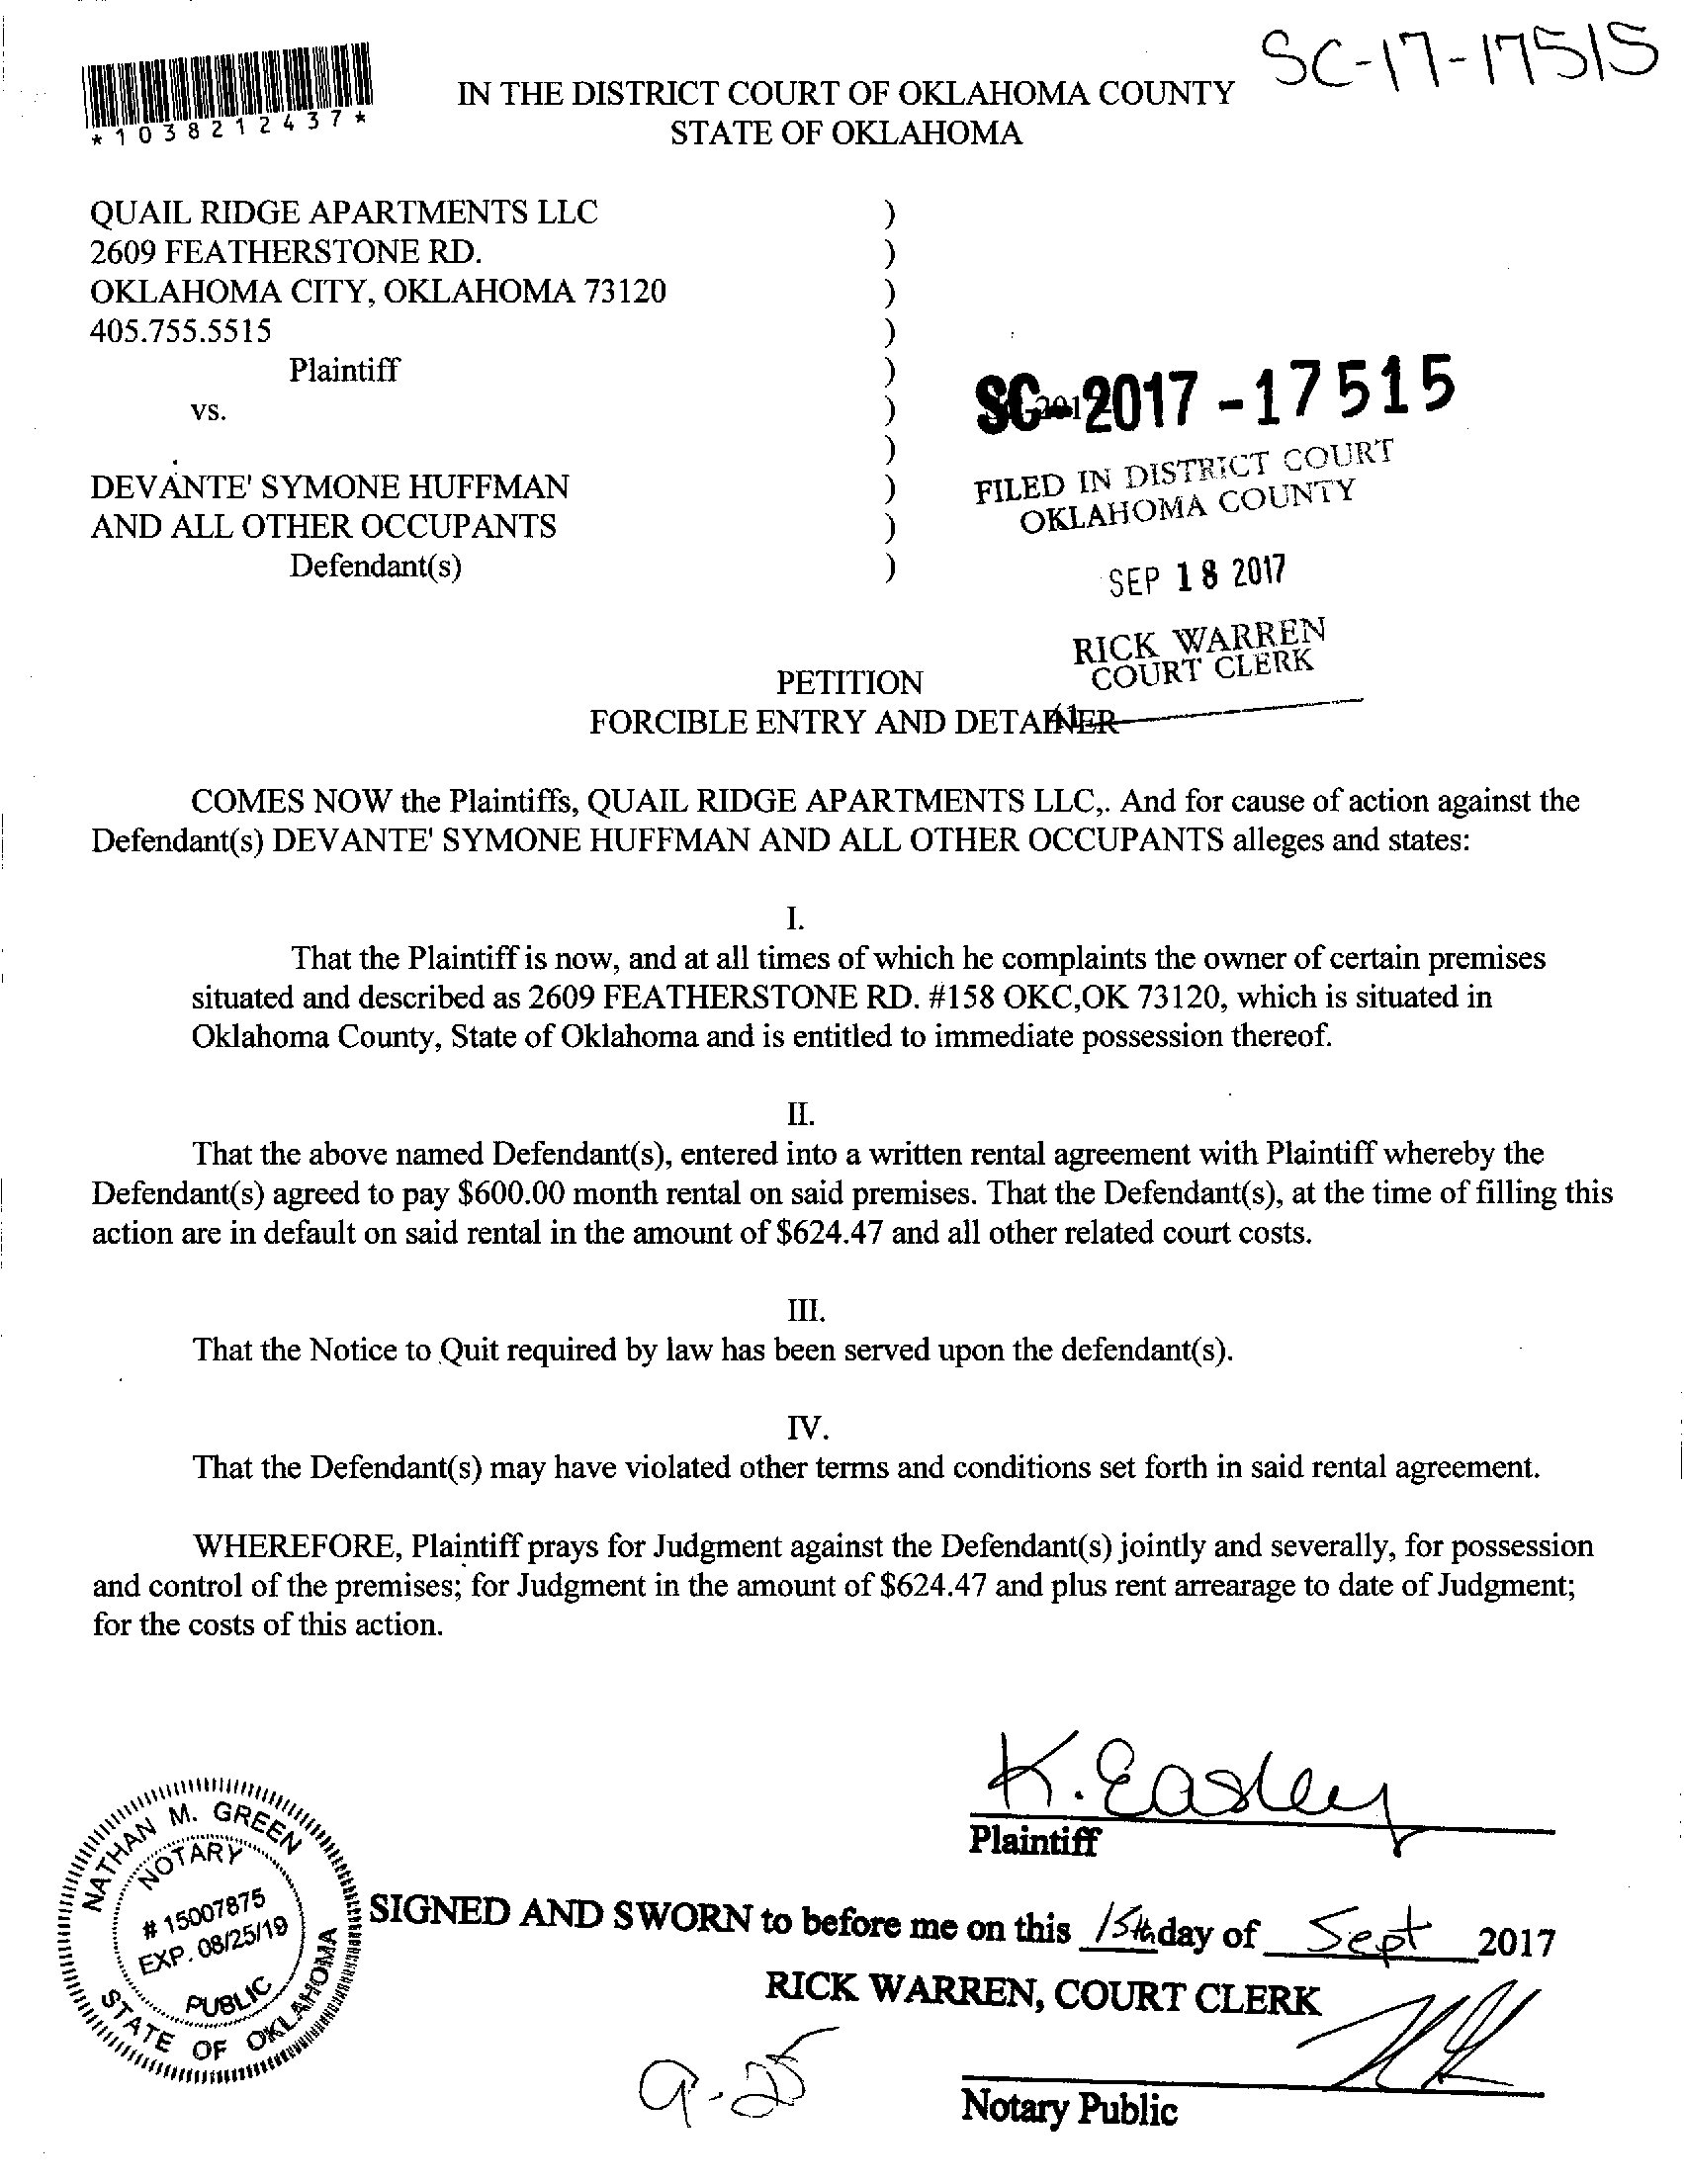 SC-17-17515
*1038212437*
IN THE DISTRICT COURT OF OKLAHOMA COUNTY
STATE OF OKLAHOMA
QUAIL RIDGE APARTMENTS LLC )
2609 FEATHERSTONE RD. )
OKLAHOMA CITY, OKLAHOMA 73120 )
405.755.5515 )
Plaintiff )
vs. )
)
DEVANTE' SYMONE HUFFMAN )
AND ALL OTHER OCCUPANTS )
Defendant(s) )
SC-2017-17515
FILED IN DISTRICT COURT
OKLAHOMA COUNTY
SEP 18 2017
RICK WARREN
COURT CLERK
PETITION
FORCIBLE ENTRY AND DETAINER
COMES NOW the Plaintiffs, QUAIL RIDGE APARTMENTS LLC,. And for cause of action against the
Defendant(s) DEVANTE' SYMONE HUFFMAN AND ALL OTHER OCCUPANTS alleges and states:
I.
That the Plaintiff is now, and at all times of which he complaints the owner of certain premises
situated and described as 2609 FEATHERSTONE RD. #158 OKC,OK 73120, which is situated in
Oklahoma County, State of Oklahoma and is entitled to immediate possession thereof.
II.
That the above named Defendant(s), entered into a written rental agreement with Plaintiff whereby the
Defendant(s) agreed to pay $600.00 month rental on said premises. That the Defendant(s), at the time of filling this
action are in default on said rental in the amount of $624.47 and all other related court costs.
III.
That the Notice to Quit required by law has been served upon the defendant(s).
IV.
That the Defendant(s) may have violated other terms and conditions set forth in said rental agreement.
WHEREFORE, Plaintiff prays for Judgment against the Defendant(s) jointly and severally, for possession
and control of the premises; for Judgment in the amount of $624.47 and plus rent arrearage to date of Judgment;
for the costs of this action.
K. Easley
Plaintiff
NATHAN M. GREEN
NOTARY
# 15007875
EXP. 08/25/19
PUBLIC
STATE OF OKLAHOMA
SIGNED AND SWORN to before me on this 15th day of Sept 2017
RICK WARREN, COURT CLERK
9-25
Notary Public